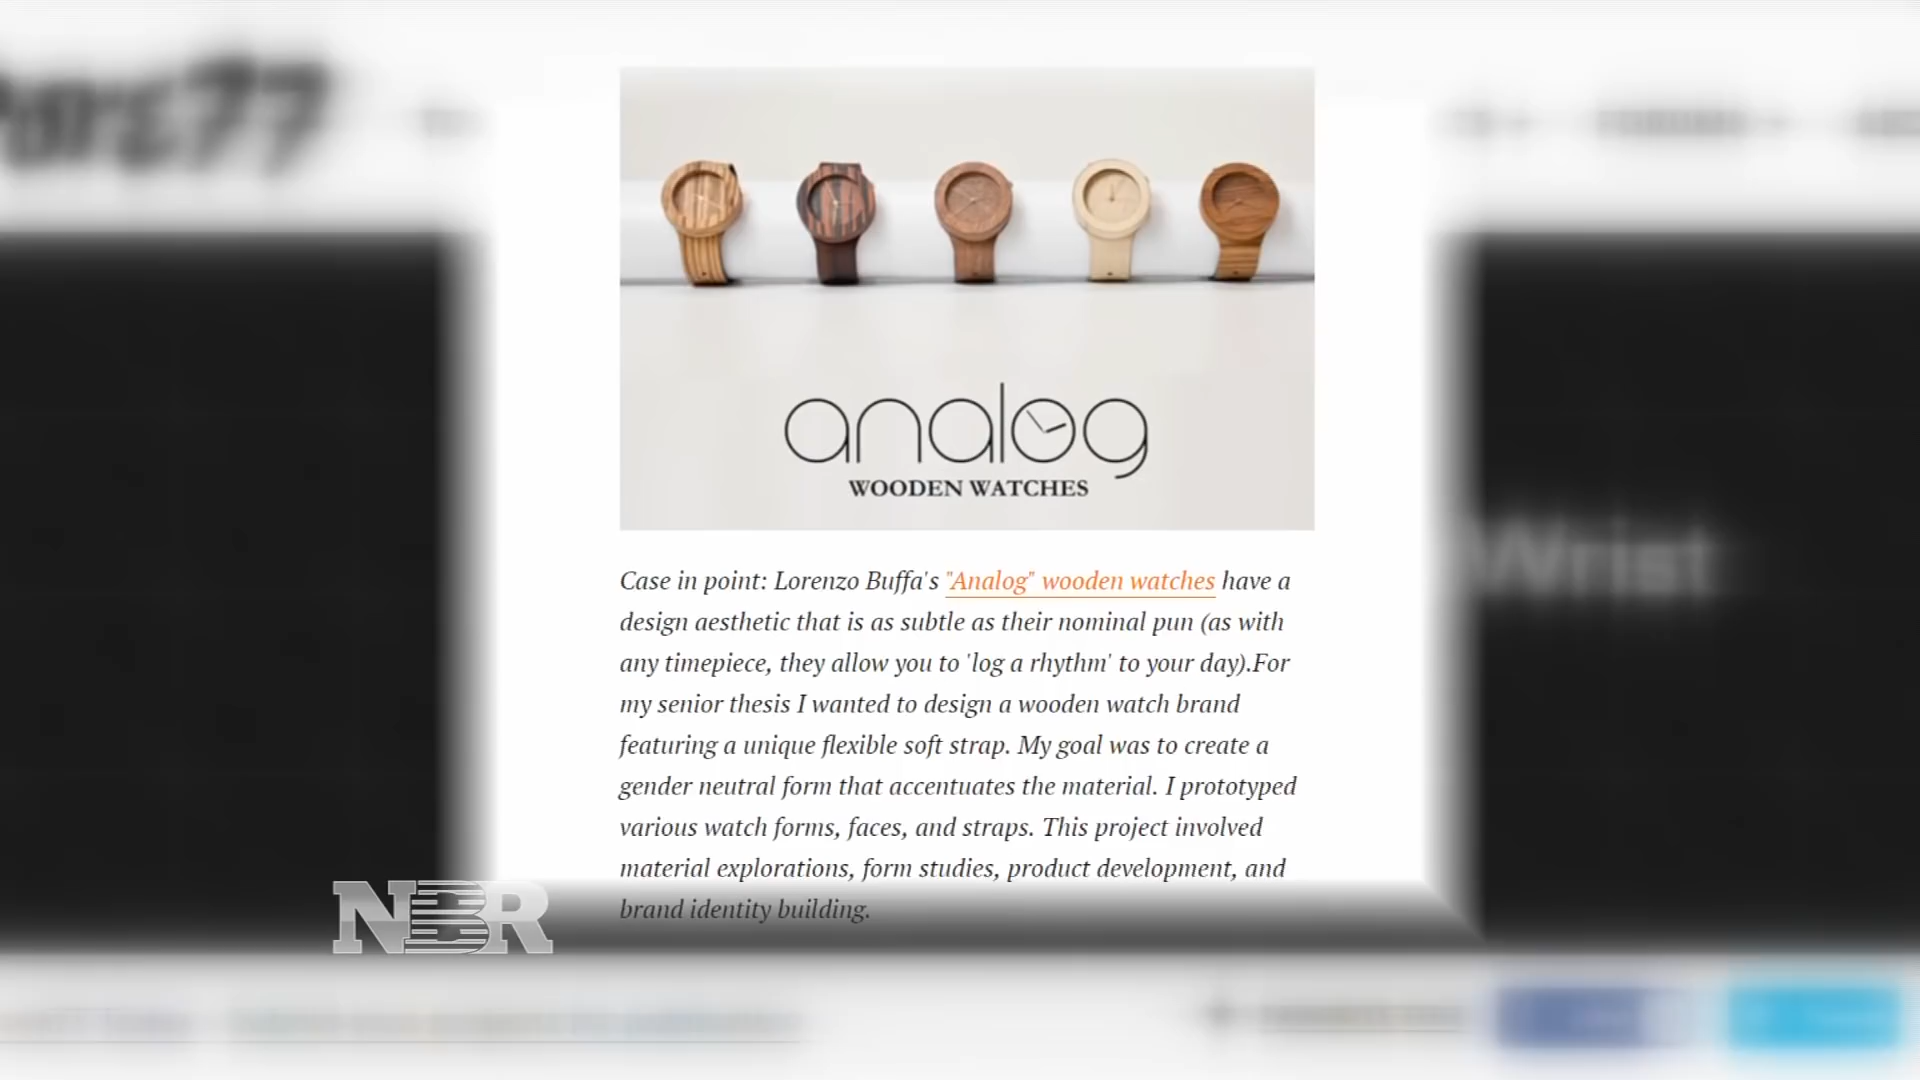 analog
WOODEN WATCHES
Case in point: Lorenzo Buffa's "Analog" wooden watches have a
design aesthetic that is as subtle as their nominal pun (as with
any timepiece, they allow you to 'log a rhythm' to your day).For
my senior thesis I wanted to design a wooden watch brand
featuring a unique flexible soft strap. My goal was to create a
gender neutral form that accentuates the material. I prototyped
various watch forms, faces, and straps. This project involved
material explorations, form studies, product development, and
brand identity building.
NBR
Wrist